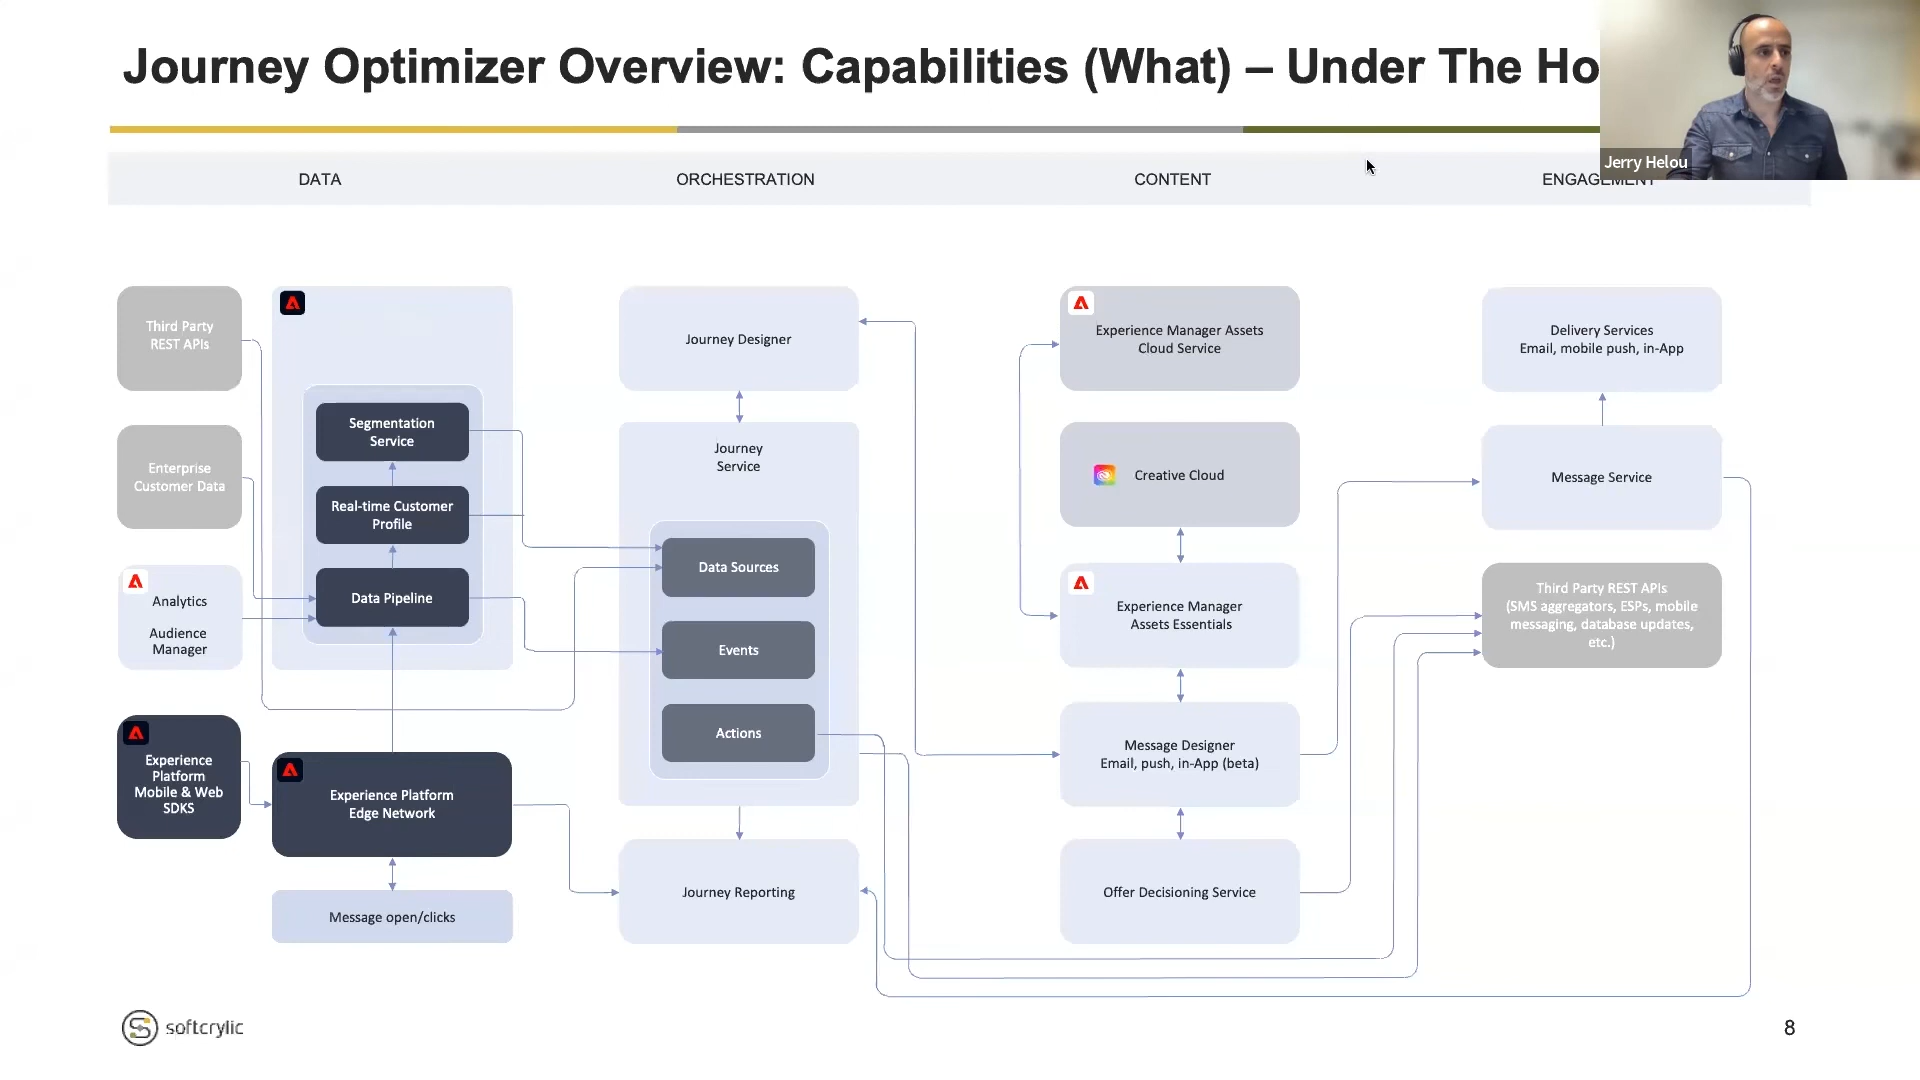 Journey Optimizer Overview: Capabilities (What) – Under The Ho
Jerry Helou
DATA
ORCHESTRATION
CONTENT
ENGAGEMENT
Third Party
REST APIs
Enterprise
Customer Data
Analytics
Audience
Manager
Experience
Platform
Mobile & Web
SDKS
Segmentation
Service
Real-time Customer
Profile
Data Pipeline
Experience Platform
Edge Network
Message open/clicks
Journey Designer
Journey
Service
Data Sources
Events
Actions
Journey Reporting
Experience Manager Assets
Cloud Service
Creative Cloud
Experience Manager
Assets Essentials
Message Designer
Email, push, in-App (beta)
Offer Decisioning Service
Delivery Services
Email, mobile push, in-App
Message Service
Third Party REST APIs
(SMS aggregators, ESPs, mobile
messaging, database updates,
etc.)
softcrylic
8